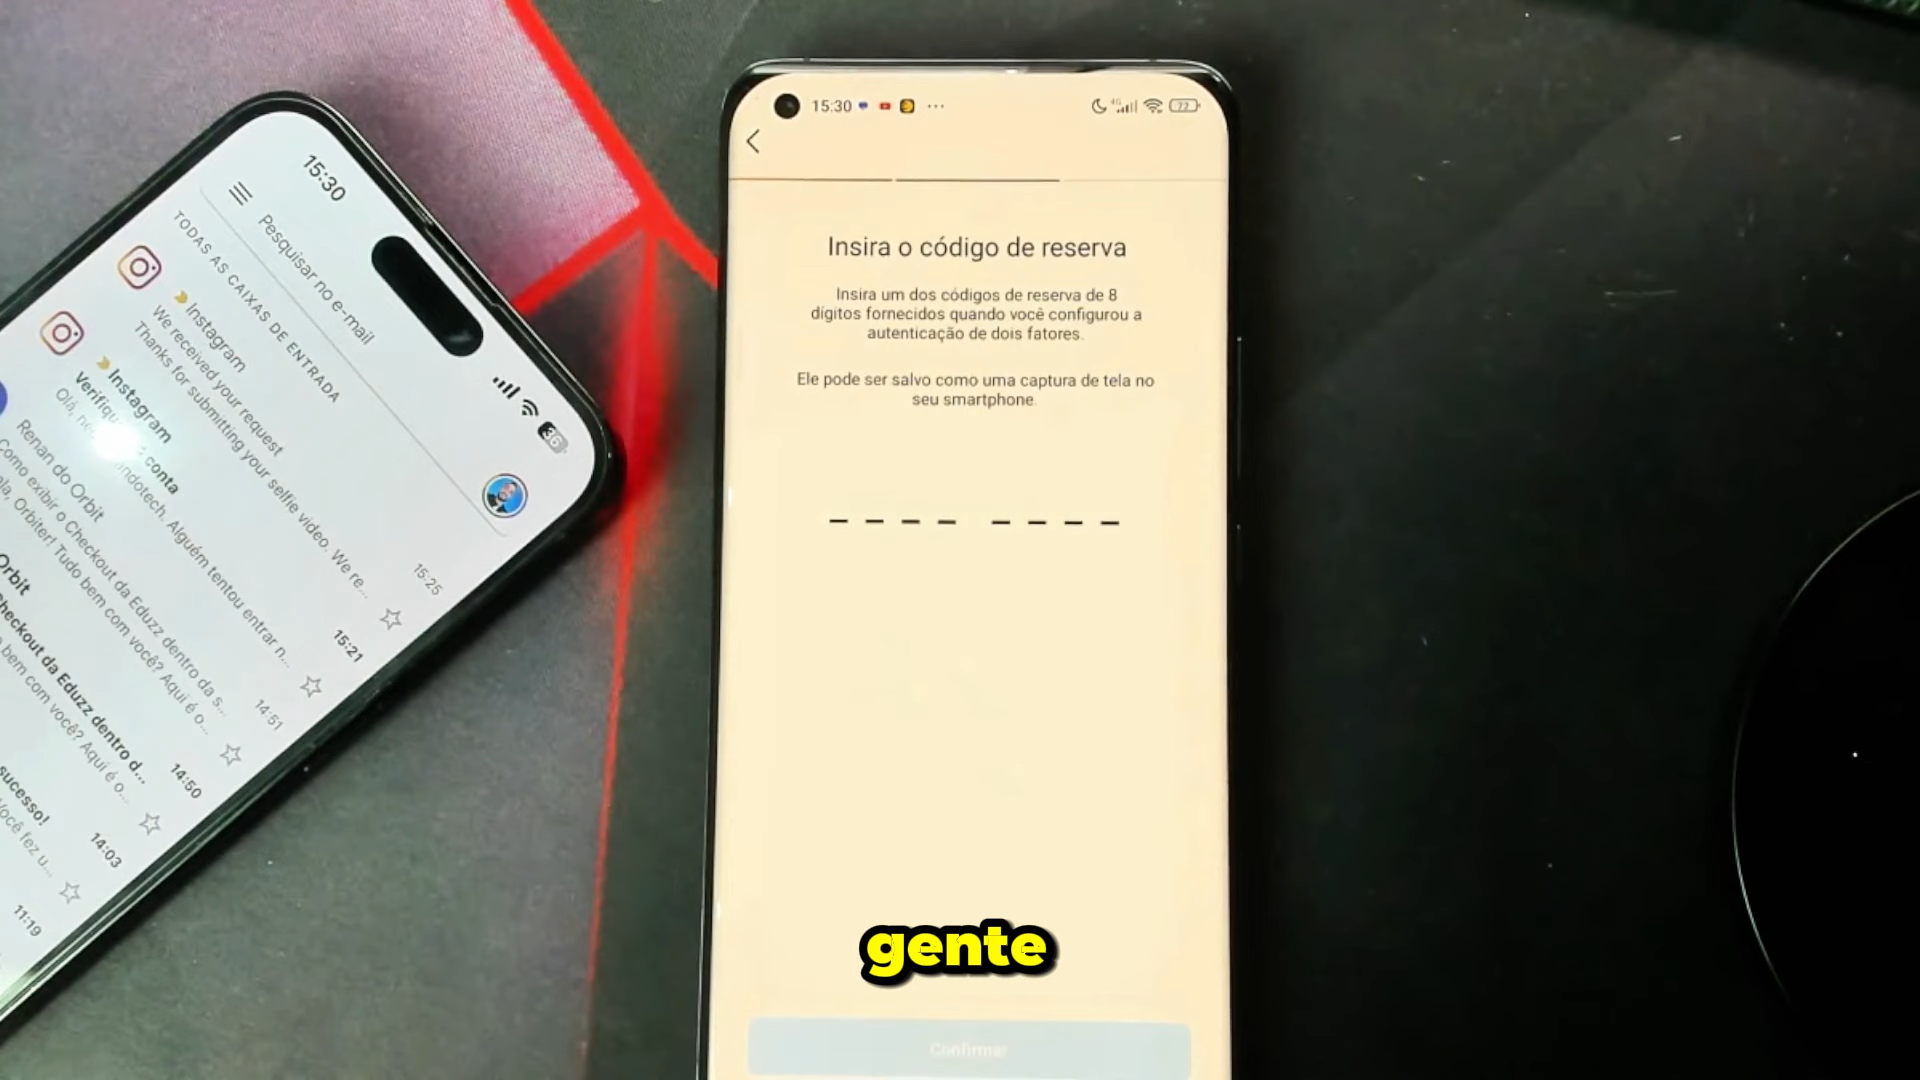 15:30
Pesquisar no e-mail
TODAS AS CAIXAS DE ENTRADA
Instagram
We received your request
Thanks for submitting your selfie video. We re...
15:25
Instagram
conta
Alguém tentou entrar n...
15:21
Renan do Orbit
Como exibir o Checkout da Eduzz dentro da s...
Orbiter! Tudo bem com você? Aqui é o...
14:51
Orbit
Checkout da Eduzz dentro d...
bem com você? Aqui é o...
14:50
sucesso!
Você fez u...
14:03
11:19
36
15:30
4G
77
Insira o código de reserva
Insira um dos códigos de reserva de 8
dígitos fornecidos quando você configurou a
autenticação de dois fatores.
Ele pode ser salvo como uma captura de tela no
seu smartphone.
gente
Confirmar